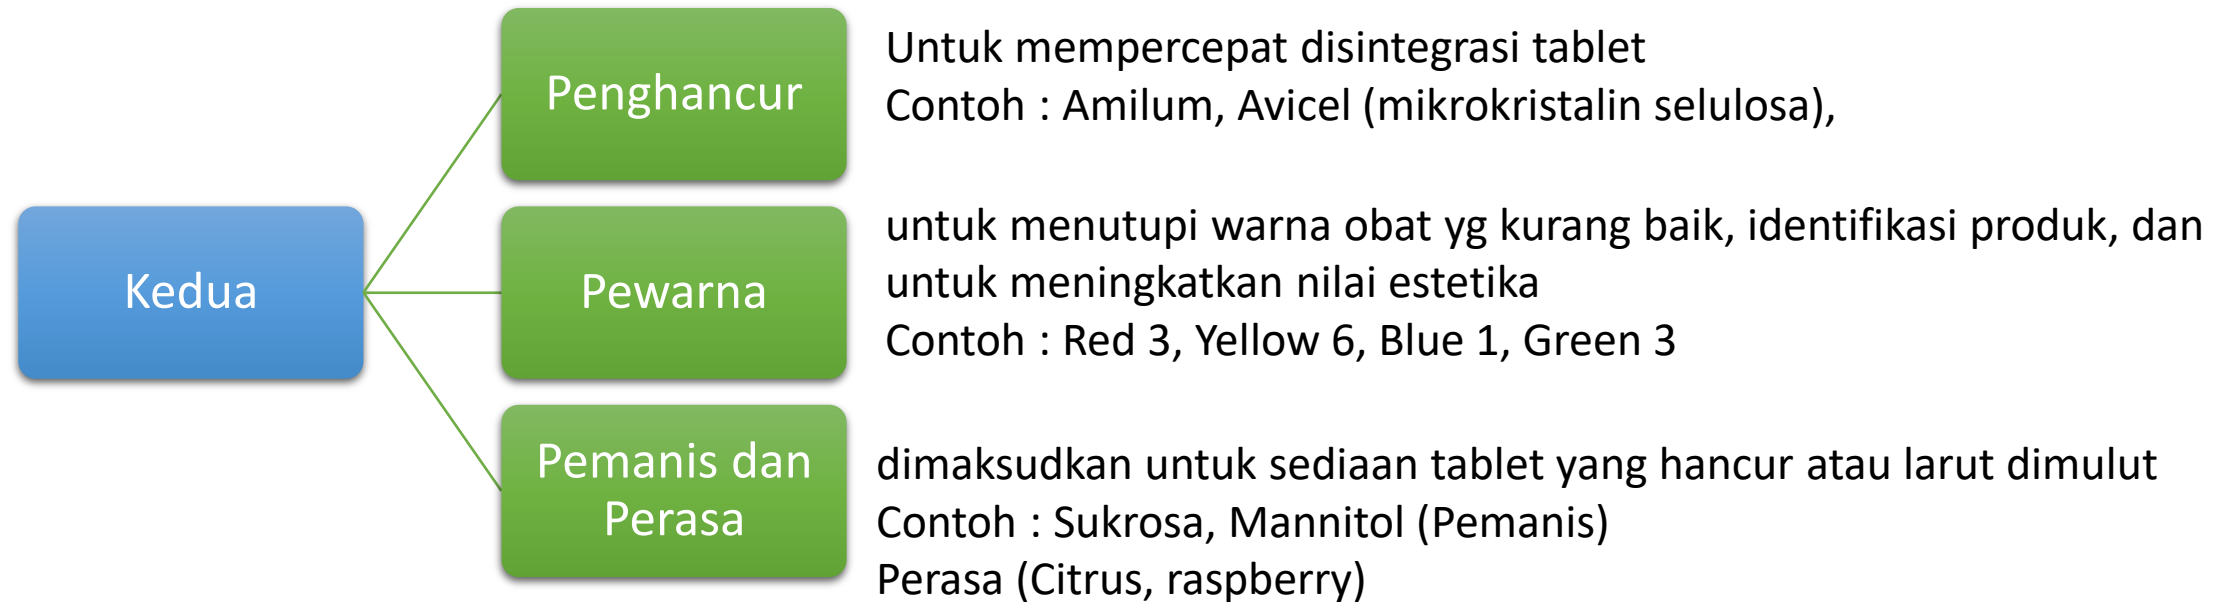 Kedua
Penghancur
Untuk mempercepat disintegrasi tablet
Contoh : Amilum, Avicel (mikrokristalin selulosa),
Pewarna
untuk menutupi warna obat yg kurang baik, identifikasi produk, dan
untuk meningkatkan nilai estetika
Contoh : Red 3, Yellow 6, Blue 1, Green 3
Pemanis dan
Perasa
dimaksudkan untuk sediaan tablet yang hancur atau larut dimulut
Contoh : Sukrosa, Mannitol (Pemanis)
Perasa (Citrus, raspberry)